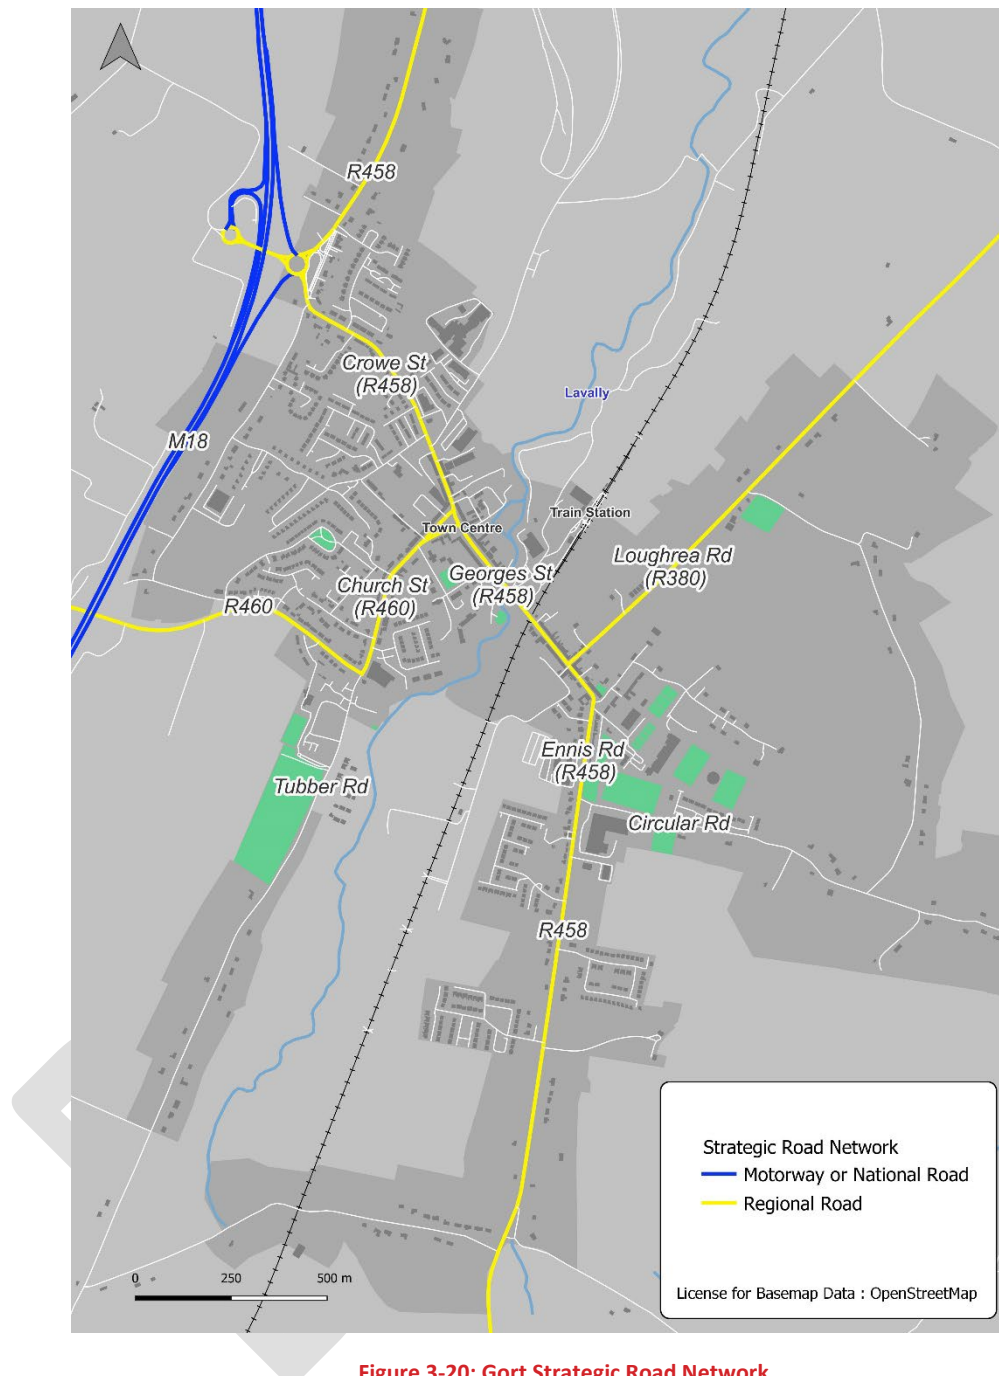 R458
Crowe St
(R458)
Lavally
M18
Town Centre
Train Station
Loughrea Rd
(R380)
Georges St
(R458)
Church St
(R460)
R460
Ennis Rd
(R458)
Tubber Rd
Circular Rd
R458
Strategic Road Network
Motorway or National Road
Regional Road
License for Basemap Data : OpenStreetMap
0 250 500 m
Figure 3-20: Gort Strategic Road Network